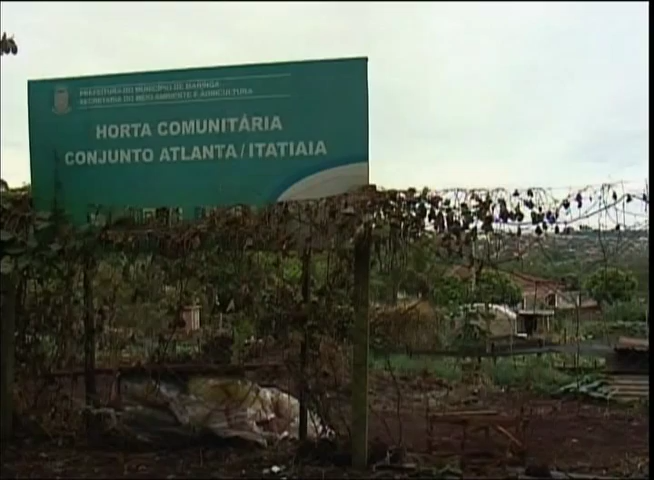 PREFEITURA DO MUNICÍPIO DE MARINGÁ
SECRETARIA DO MEIO AMBIENTE E AGRICULTURA
HORTA COMUNITÁRIA
CONJUNTO ATLANTA/ITATIAIA